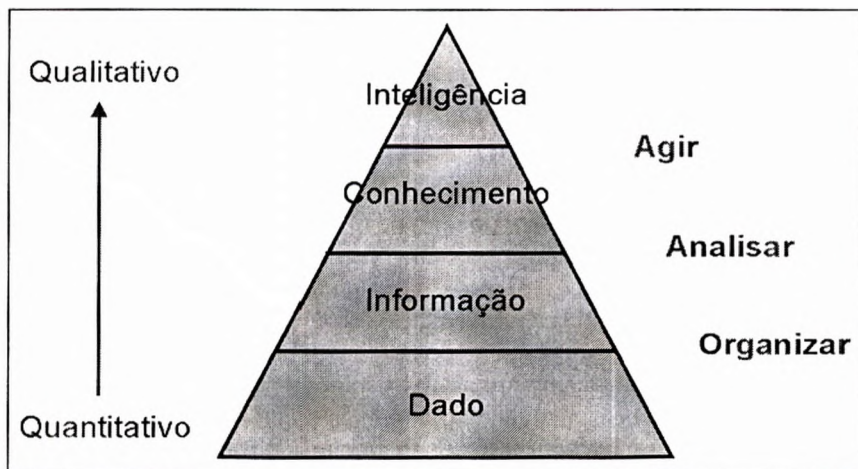 Qualitativo
Inteligência
Agir
Conhecimento
Analisar
Informação
Organizar
Dado
Quantitativo